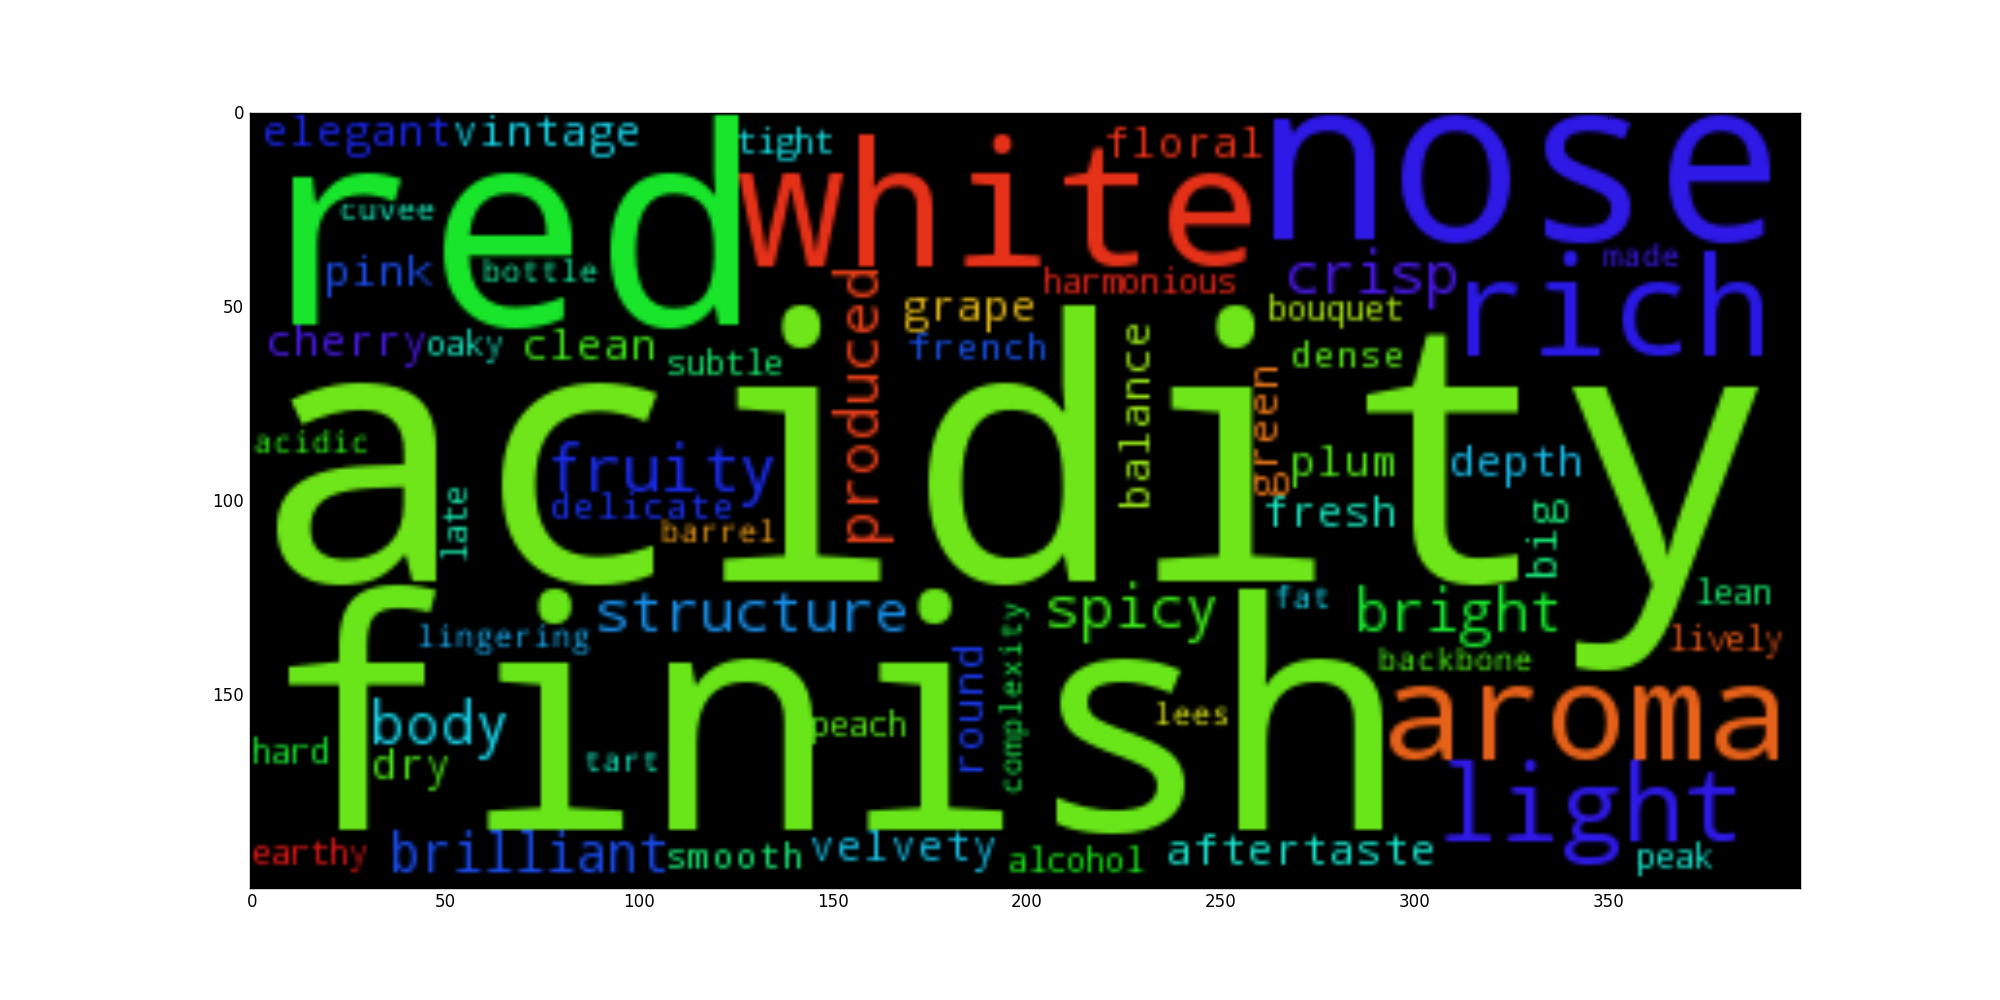 0
elegant vintage tight floral nose
red white
cuvee
pink bottle harmonious crisp made
rich
50
grape bouquet
cherry oaky clean subtle french dense
produced
balance
green
acidity
acidic fruity plum depth
delicate
100
late barrel fresh big
structure spicy fat bright lean
lingering lively
finish
round
complexity
backbone
150
body peach lees aroma
hard dry tart
light
earthy brilliant smooth velvety alcohol aftertaste peak
0 50 100 150 200 250 300 350